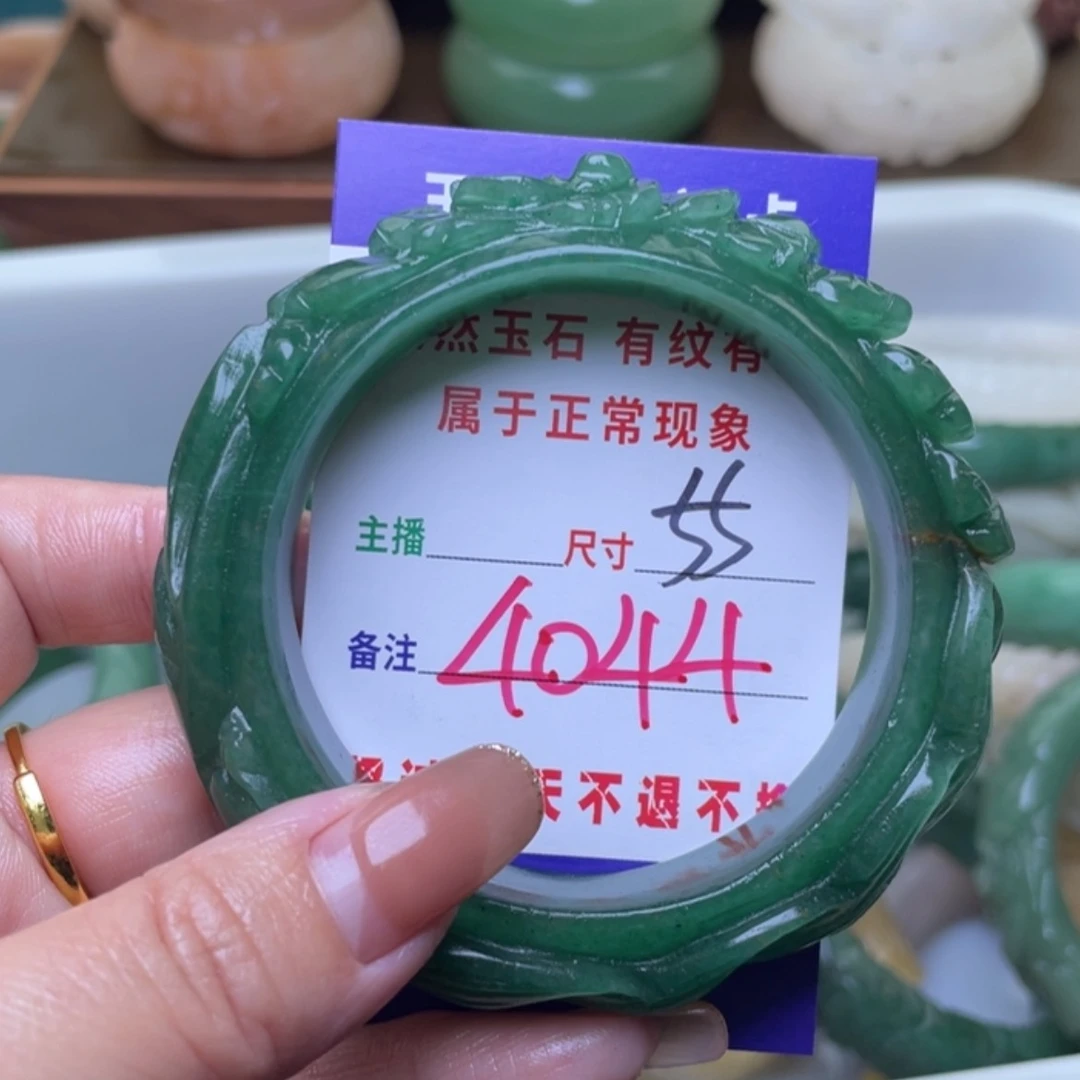 然玉石 有纹有
属于正常现象
主播 尺寸 55
备注 4044
天不退不换